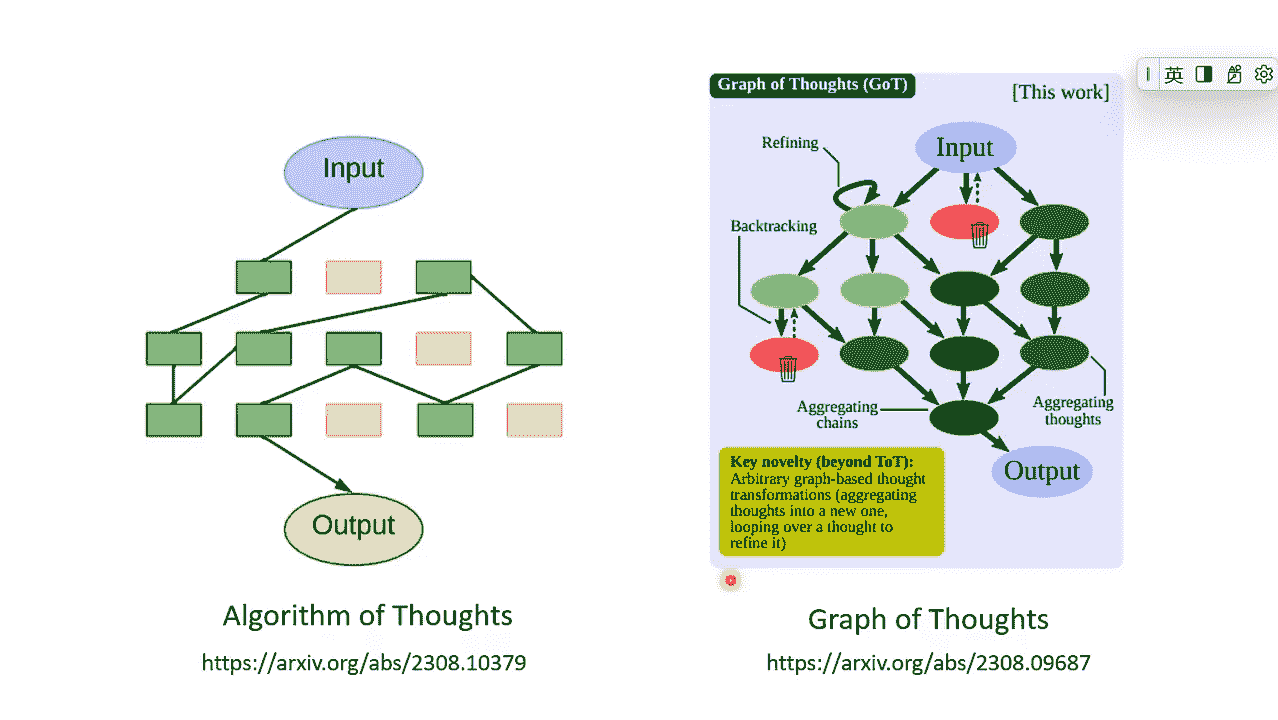 Input
Output
Algorithm of Thoughts
https://arxiv.org/abs/2308.10379
Graph of Thoughts (GoT)
[This work]
Refining
Input
Backtracking
Aggregating
chains
Aggregating
thoughts
Key novelty (beyond ToT):
Arbitrary graph-based thought
transformations (aggregating
thoughts into a new one,
looping over a thought to
refine it)
Output
Graph of Thoughts
https://arxiv.org/abs/2308.09687
英